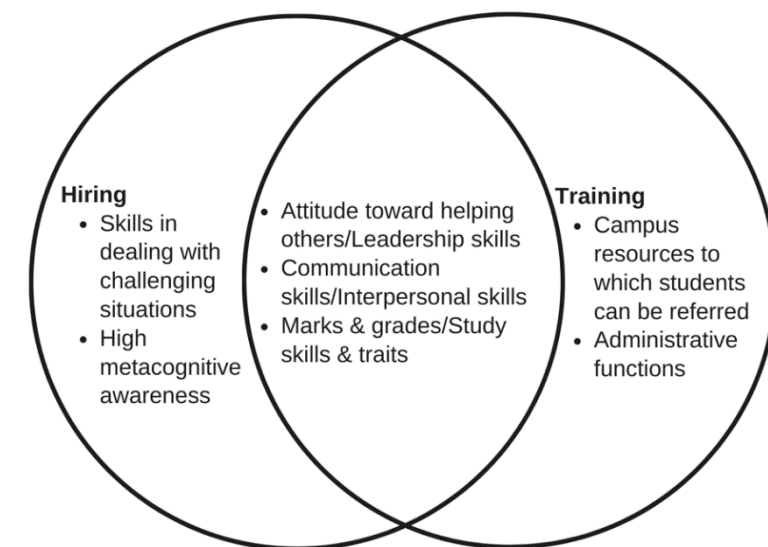 Hiring
• Skills in
dealing with
challenging
situations
• High
metacognitive
awareness
• Attitude toward helping
others/Leadership skills
• Communication
skills/Interpersonal skills
• Marks & grades/Study
skills & traits
Training
• Campus
resources to
which students
can be referred
• Administrative
functions